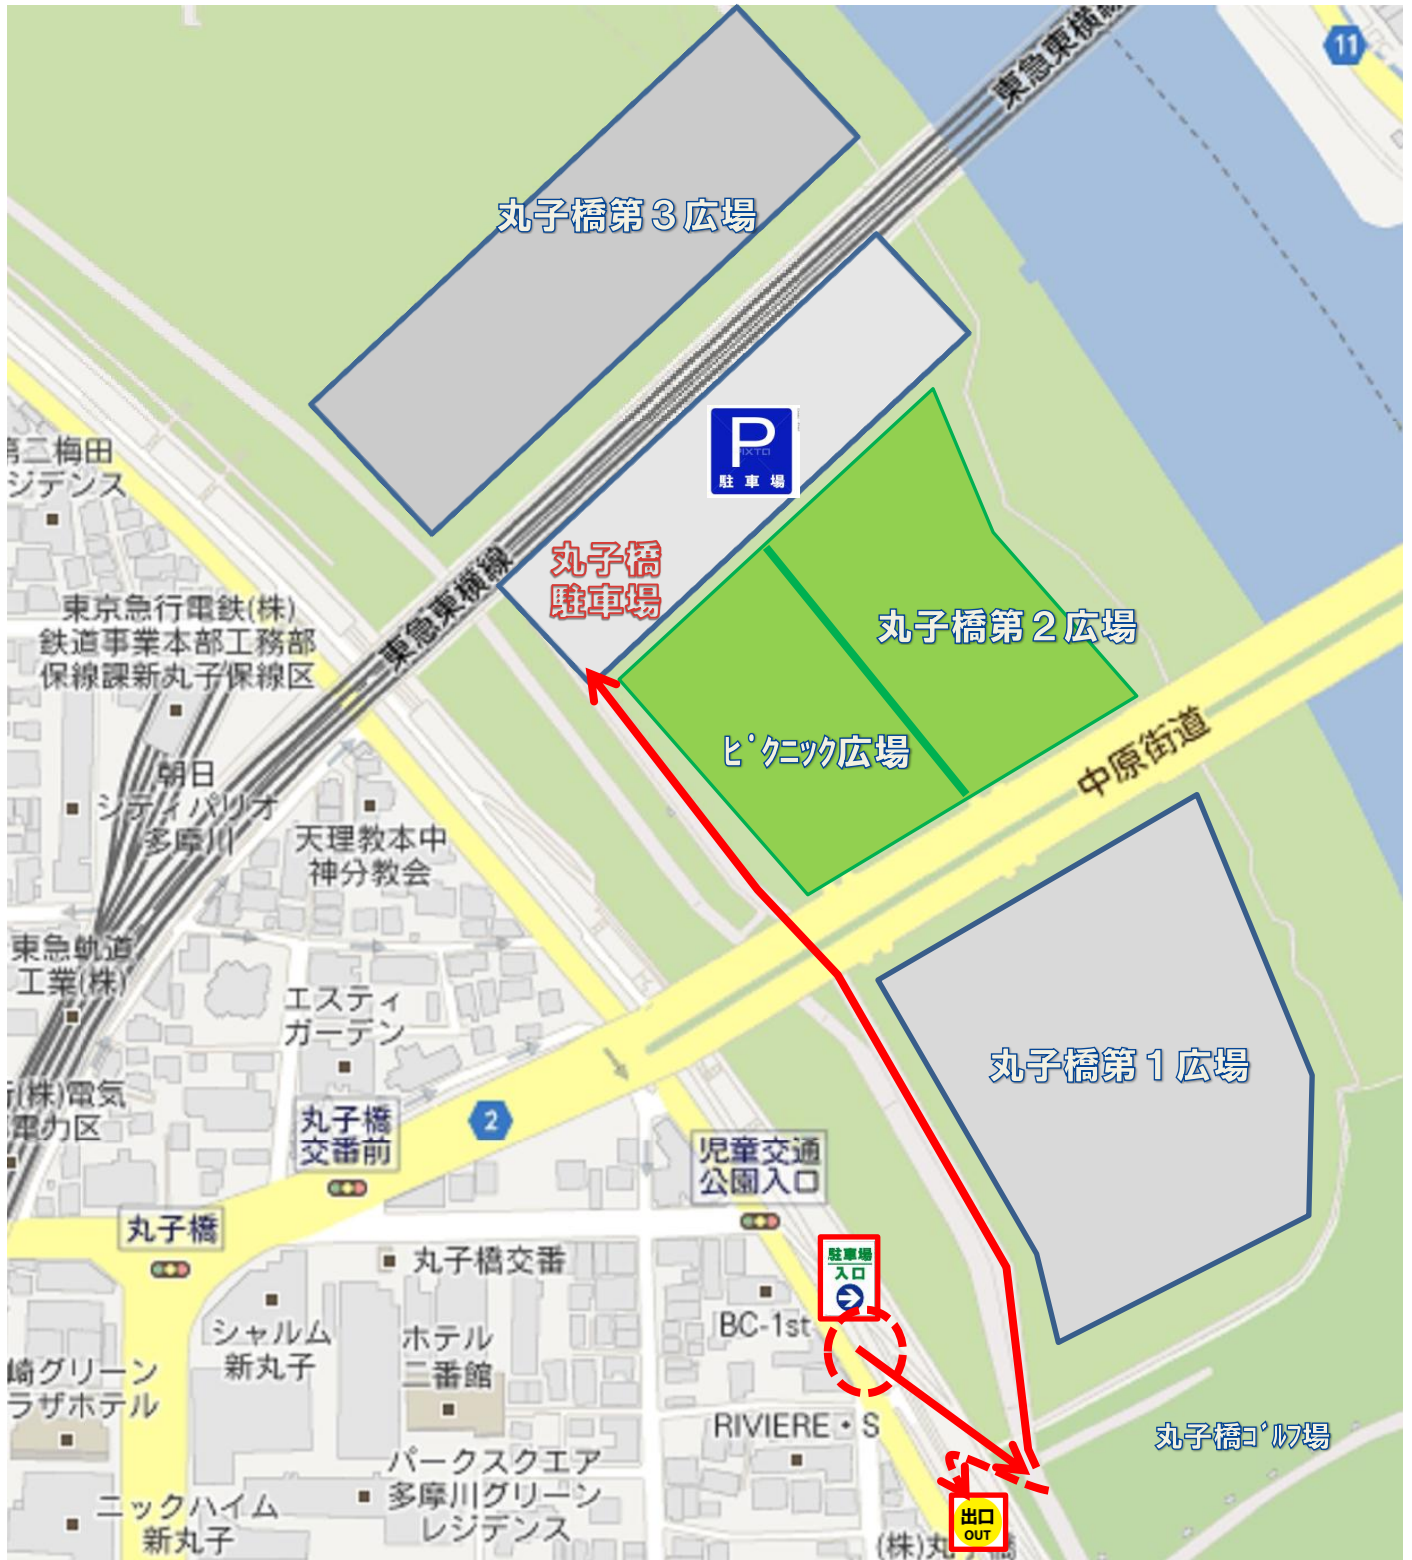 11
東急東横線
丸子橋第３広場
P
PIXTA
駐車場
第二梅田
ジデンス
丸子橋
駐車場
東急東横線
東京急行電鉄(株)
鉄道事業本部工務部
保線課新丸子保線区
丸子橋第２広場
ピクニック広場
中原街道
朝日
シティパリオ
多摩川
天理教本中
神分教会
東急軌道
工業(株)
エスティ
ガーデン
丸子橋第１広場
(株)電気
電力区
丸子橋
交番前
2
児童交通
公園入口
丸子橋
丸子橋交番
駐車場
入口
シャルム
新丸子
ホテル
二番館
BC-1st
崎グリーン
ラザホテル
RIVIERE・S
丸子橋ゴルフ場
パークスクエア
多摩川グリーン
レジデンス
ニックハイム
新丸子
出口
OUT
(株)丸子橋